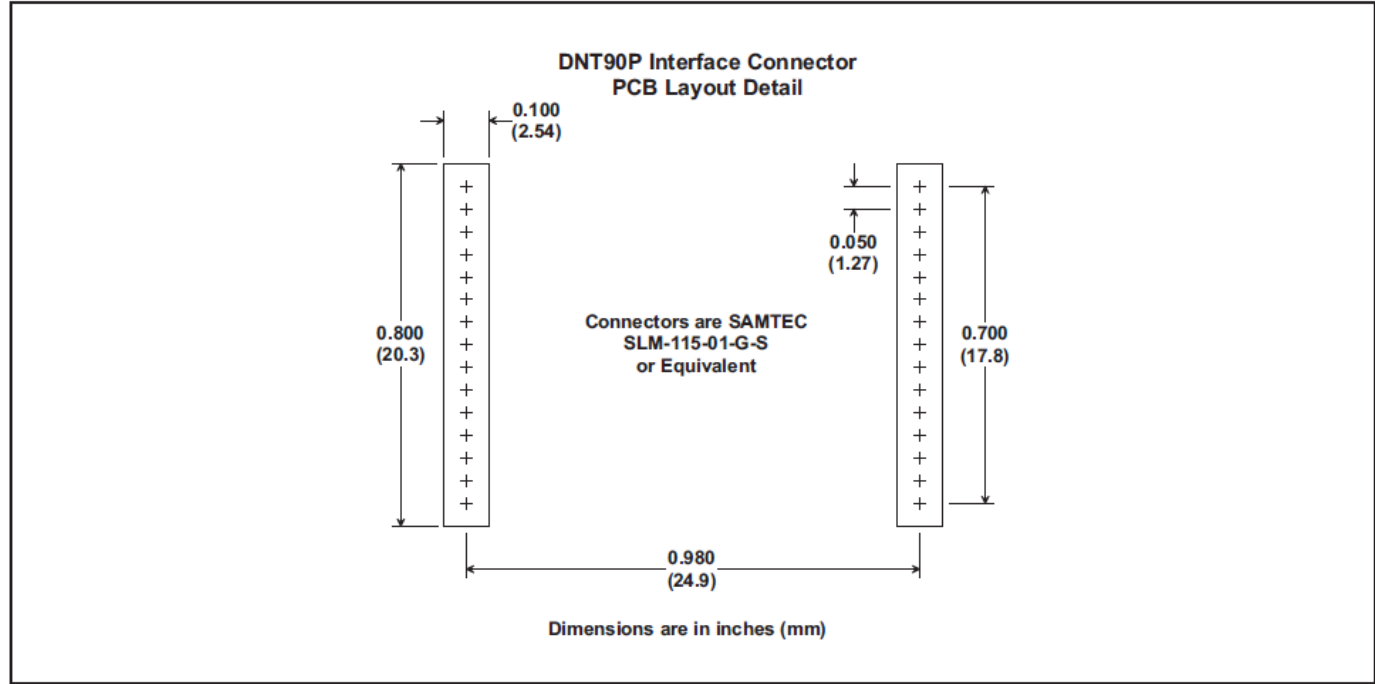 DNT90P Interface Connector
PCB Layout Detail
0.100
(2.54)
0.050
(1.27)
0.800
(20.3)
Connectors are SAMTEC
SLM-115-01-G-S
or Equivalent
0.700
(17.8)
0.980
(24.9)
Dimensions are in inches (mm)